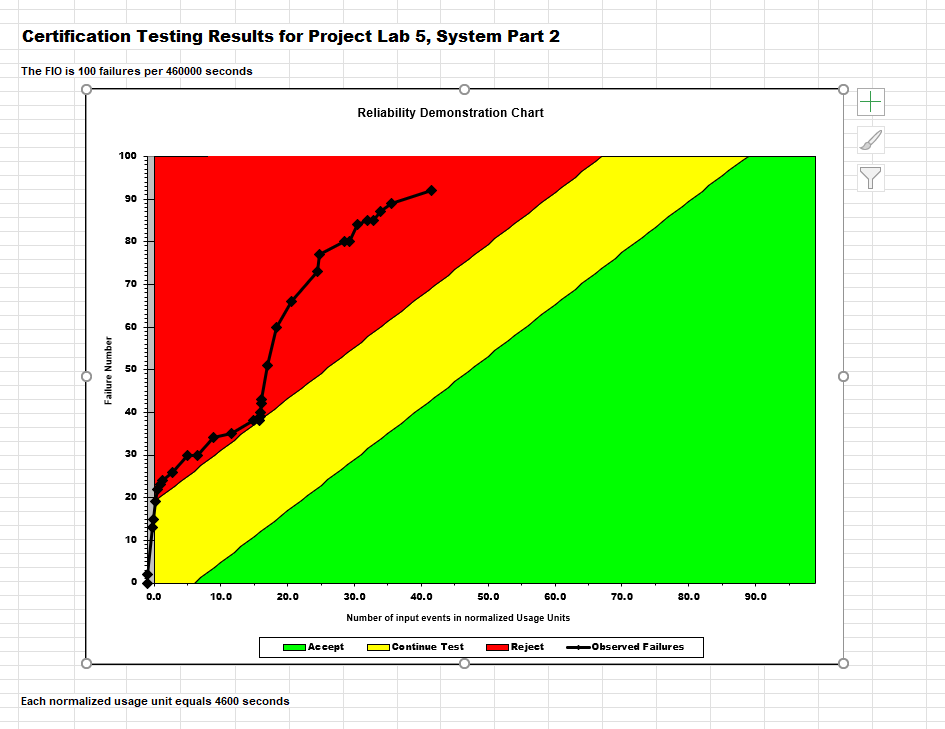 Certification Testing Results for Project Lab 5, System Part 2
The FIO is 100 failures per 460000 seconds
Reliability Demonstration Chart
100
90
80
70
60
50
40
30
20
10
0
Failure Number
0.0 10.0 20.0 30.0 40.0 50.0 60.0 70.0 80.0 90.0
Number of input events in normalized Usage Units
Accept Continue Test Reject Observed Failures
Each normalized usage unit equals 4600 seconds